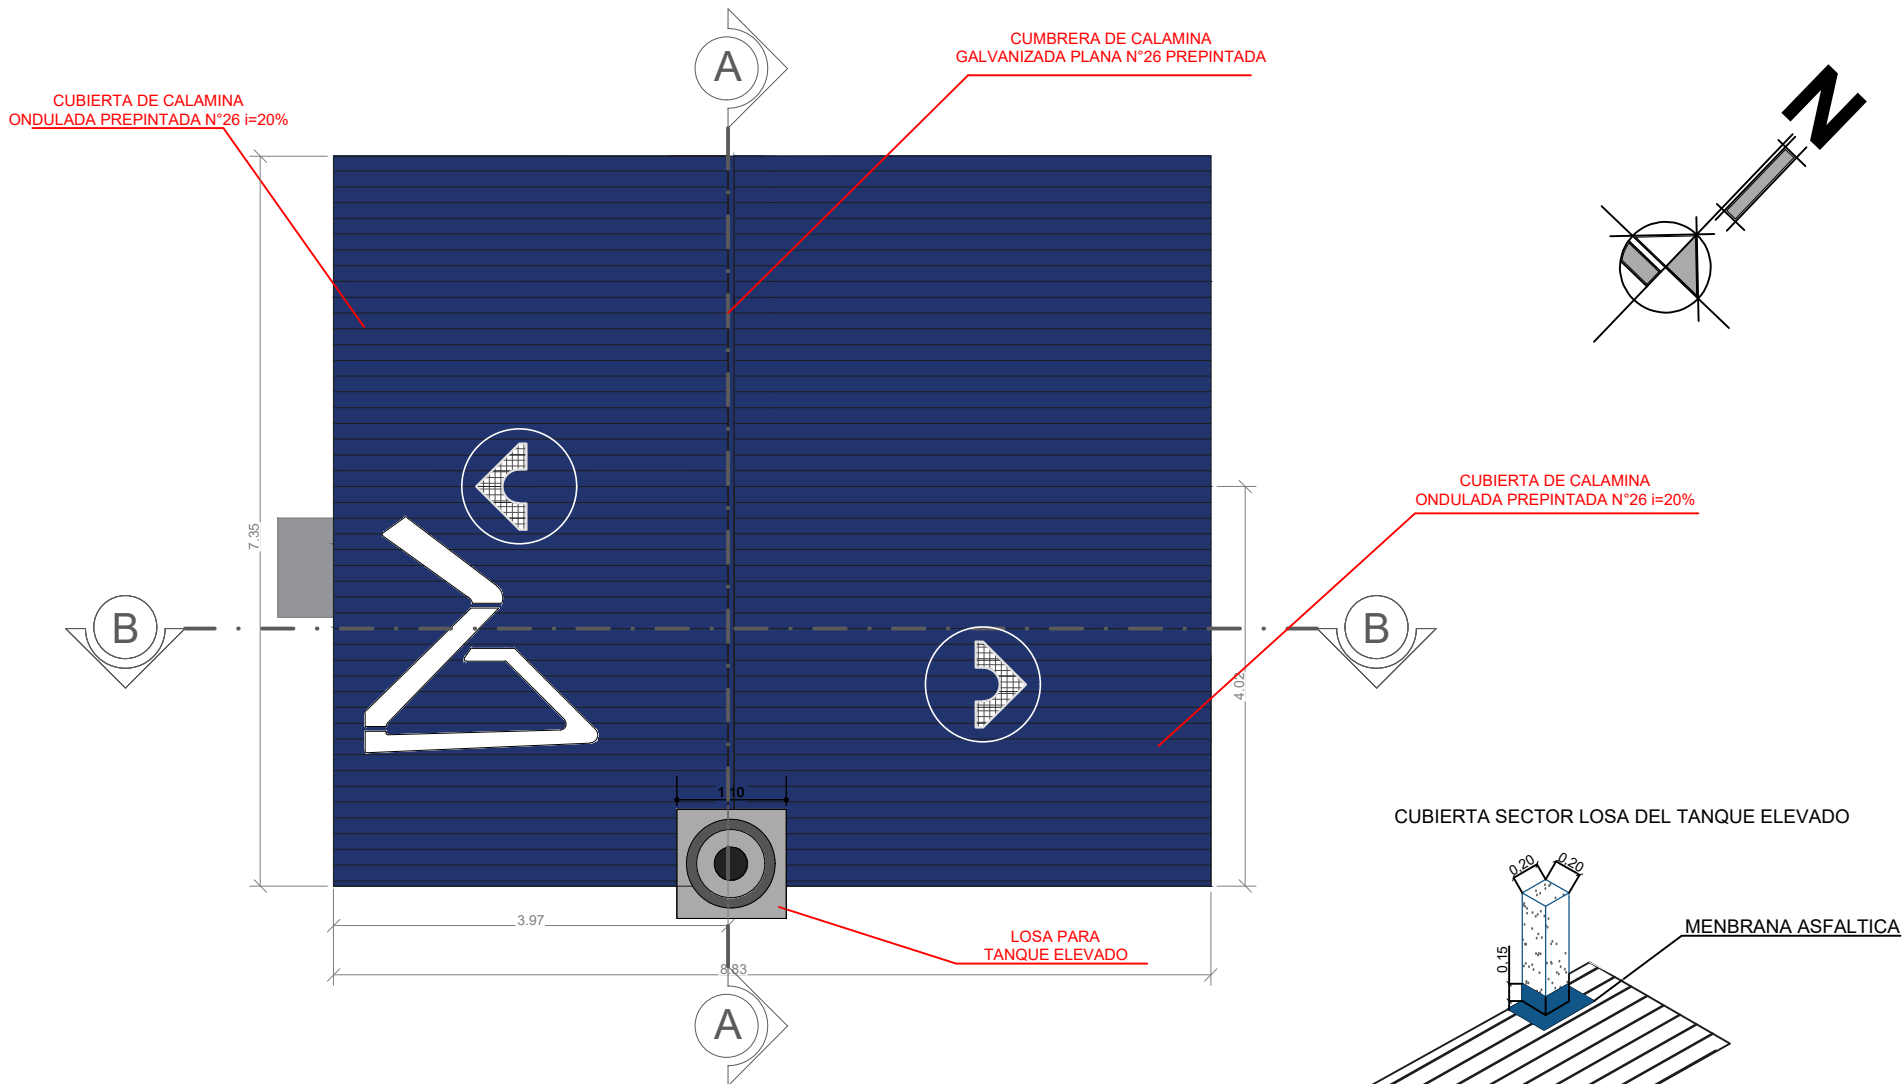 A
CUMBRERA DE CALAMINA
GALVANIZADA PLANA N°26 PREPINTADA
N
CUBIERTA DE CALAMINA
ONDULADA PREPINTADA N°26 i=20%
7.35
CUBIERTA DE CALAMINA
ONDULADA PREPINTADA N°26 i=20%
B
B
4.02
1.10
CUBIERTA SECTOR LOSA DEL TANQUE ELEVADO
0.20
0.20
3.97
LOSA PARA
TANQUE ELEVADO
MENBRANA ASFALTICA
0.15
8.83
A